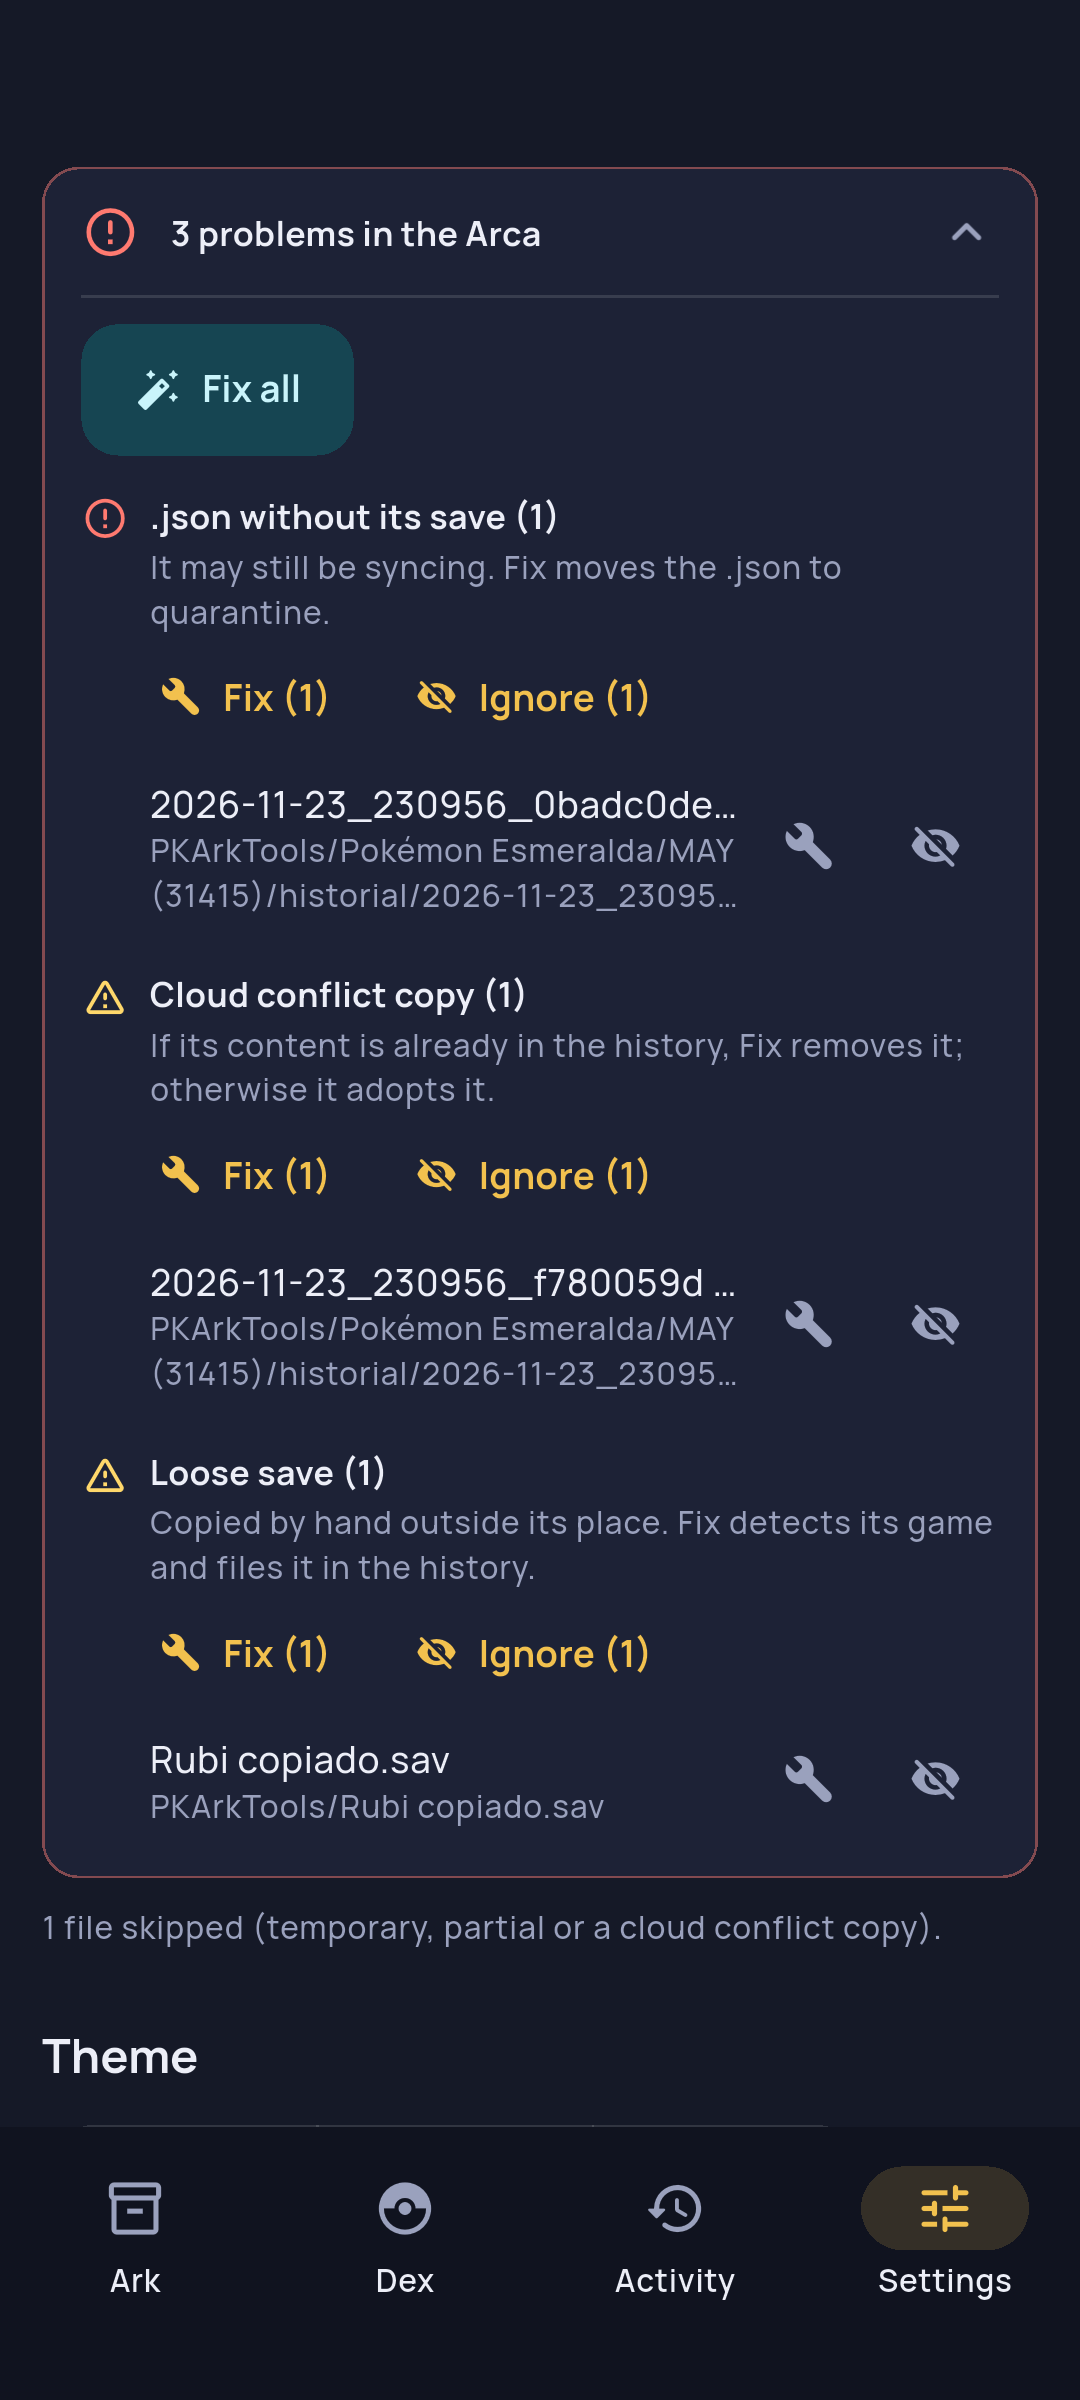 3 problems in the Arca
Fix all
.json without its save (1)
It may still be syncing. Fix moves the .json to
quarantine.
Fix (1)
Ignore (1)
2026-11-23_230956_0badc0de…
PKArkTools/Pokémon Esmeralda/MAY
(31415)/historial/2026-11-23_23095…
Cloud conflict copy (1)
If its content is already in the history, Fix removes it;
otherwise it adopts it.
Fix (1)
Ignore (1)
2026-11-23_230956_f780059d …
PKArkTools/Pokémon Esmeralda/MAY
(31415)/historial/2026-11-23_23095…
Loose save (1)
Copied by hand outside its place. Fix detects its game
and files it in the history.
Fix (1)
Ignore (1)
Rubi copiado.sav
PKArkTools/Rubi copiado.sav
1 file skipped (temporary, partial or a cloud conflict copy).
Theme
Ark
Dex
Activity
Settings